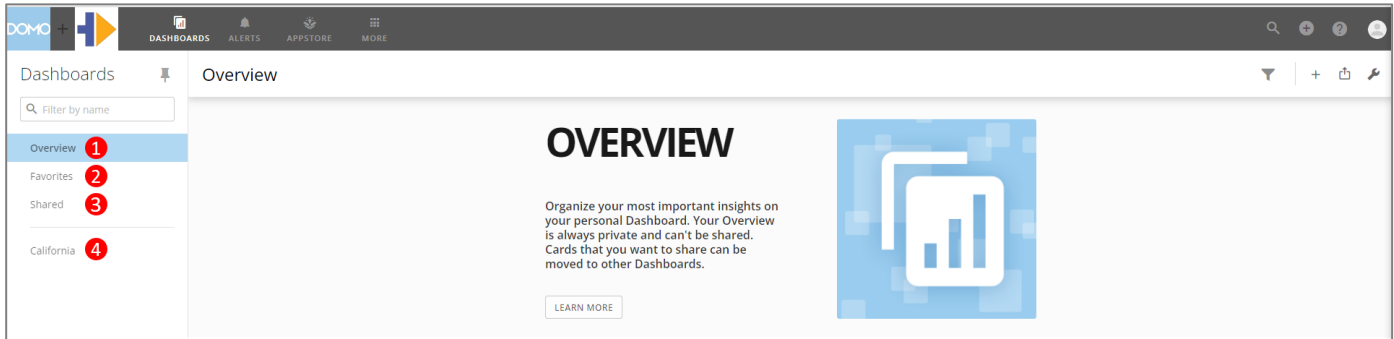 DOMO +
DASHBOARDS ALERTS APPSTORE MORE
Dashboards
Overview
Filter by name
Overview 1
Favorites 2
Shared 3
California 4
OVERVIEW
Organize your most important insights on
your personal Dashboard. Your Overview
is always private and can't be shared.
Cards that you want to share can be
moved to other Dashboards.
LEARN MORE